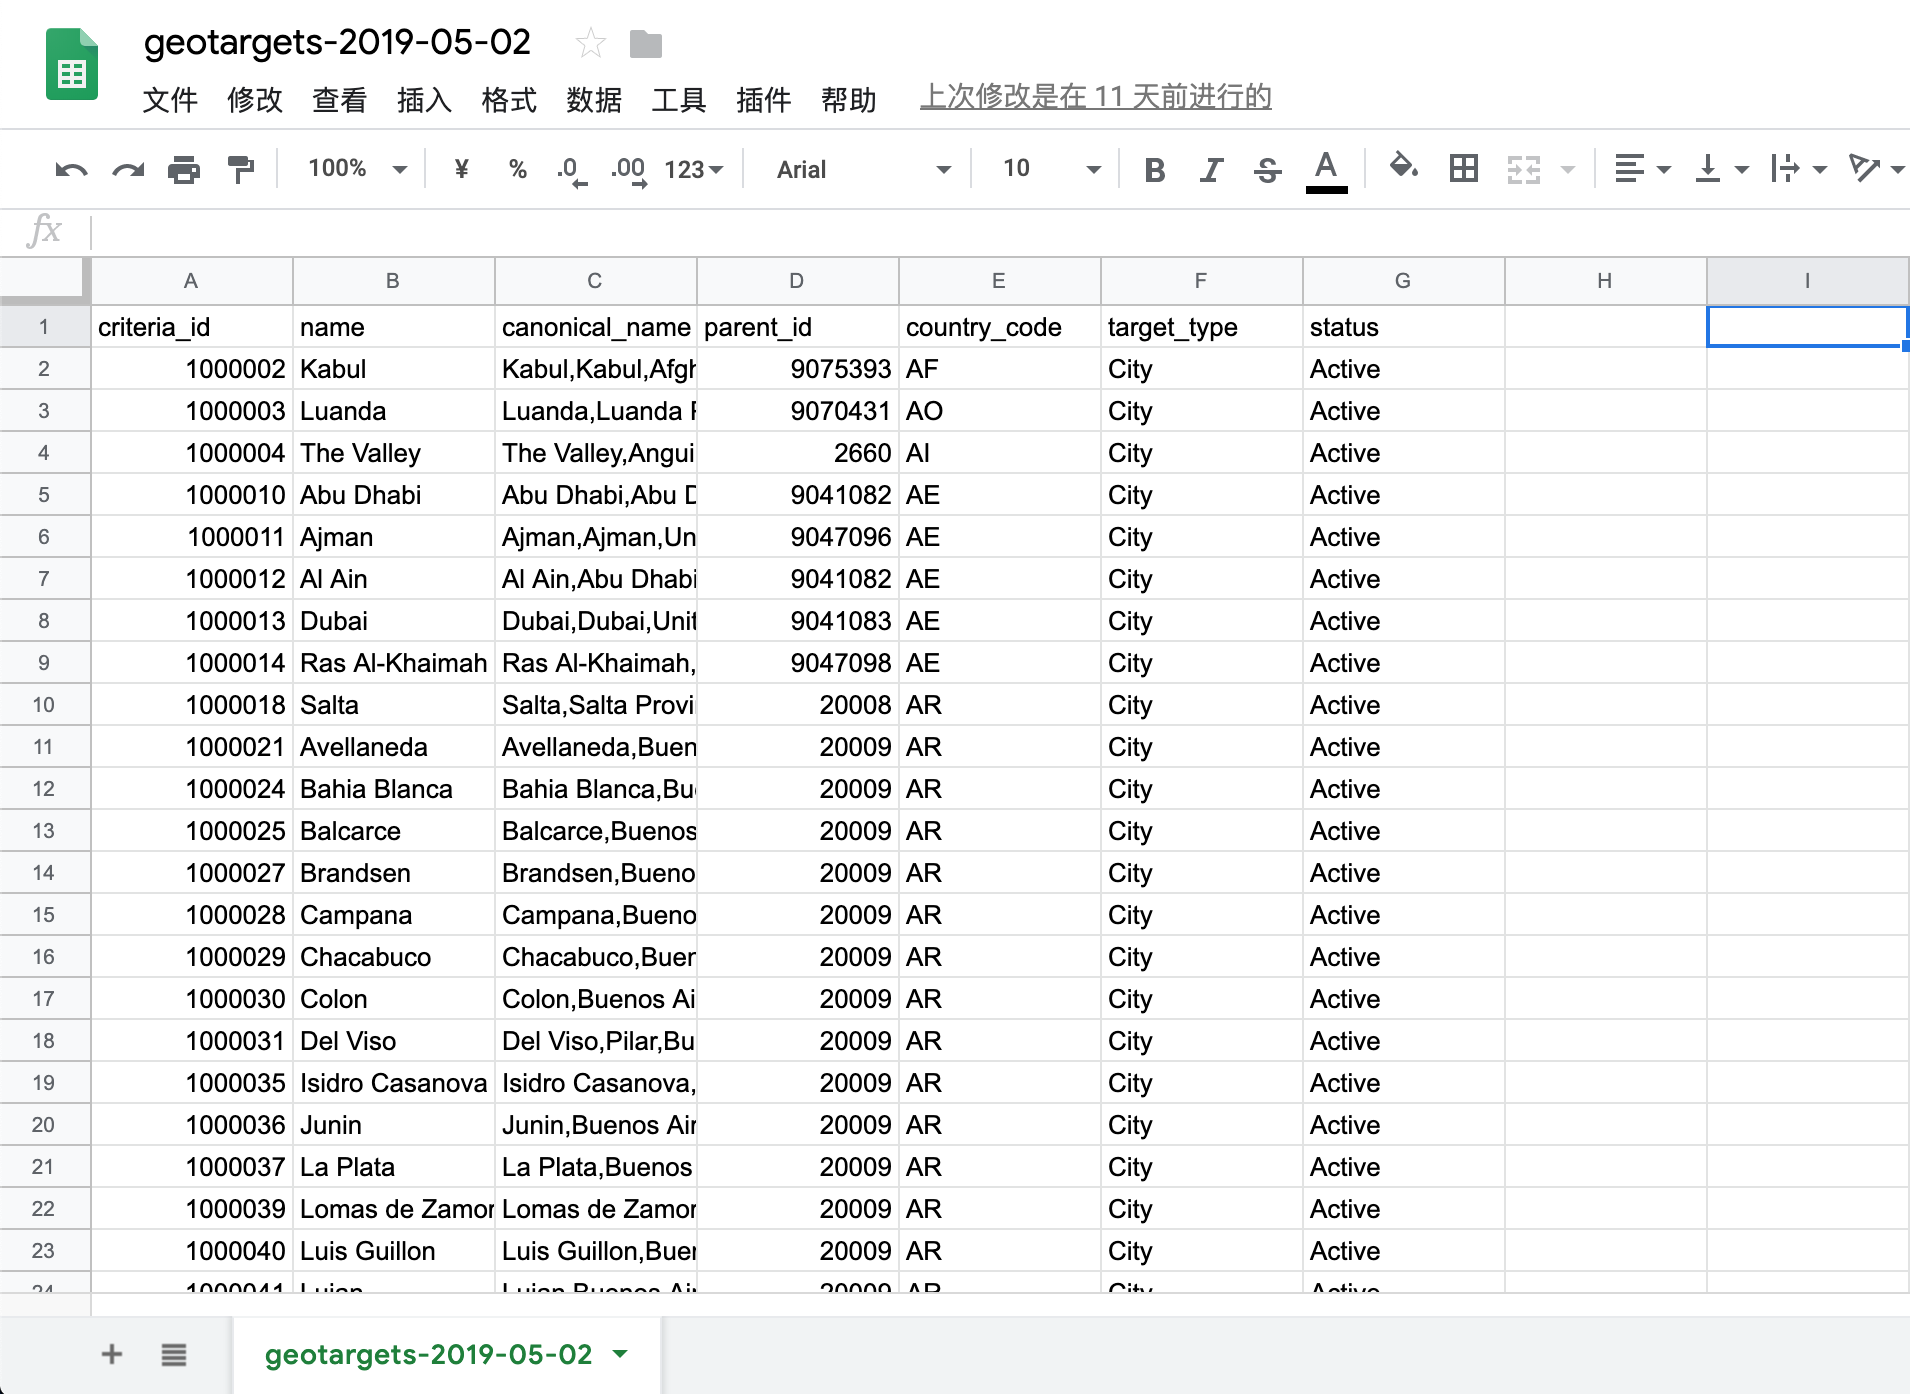 geotargets-2019-05-02
文件 修改 查看 插入 格式 数据 工具 插件 帮助 上次修改是在 11 天前进行的
100% ¥ % .0 .00 123 Arial 10 B I S A
fx
A B C D E F G H I
1 criteria_id name canonical_name parent_id country_code target_type status
2 1000002 Kabul Kabul,Kabul,Afgh 9075393 AF City Active
3 1000003 Luanda Luanda,Luanda 9070431 AO City Active
4 1000004 The Valley The Valley,Angui 2660 AI City Active
5 1000010 Abu Dhabi Abu Dhabi,Abu D 9041082 AE City Active
6 1000011 Ajman Ajman,Ajman,Un 9047096 AE City Active
7 1000012 Al Ain Al Ain,Abu Dhabi 9041082 AE City Active
8 1000013 Dubai Dubai,Dubai,Unit 9041083 AE City Active
9 1000014 Ras Al-Khaimah Ras Al-Khaimah, 9047098 AE City Active
10 1000018 Salta Salta,Salta Provi 20008 AR City Active
11 1000021 Avellaneda Avellaneda,Buen 20009 AR City Active
12 1000024 Bahia Blanca Bahia Blanca,Bu 20009 AR City Active
13 1000025 Balcarce Balcarce,Buenos 20009 AR City Active
14 1000027 Brandsen Brandsen,Bueno 20009 AR City Active
15 1000028 Campana Campana,Bueno 20009 AR City Active
16 1000029 Chacabuco Chacabuco,Buen 20009 AR City Active
17 1000030 Colon Colon,Buenos Ai 20009 AR City Active
18 1000031 Del Viso Del Viso,Pilar,Bu 20009 AR City Active
19 1000035 Isidro Casanova Isidro Casanova, 20009 AR City Active
20 1000036 Junin Junin,Buenos Air 20009 AR City Active
21 1000037 La Plata La Plata,Buenos 20009 AR City Active
22 1000039 Lomas de Zamor Lomas de Zamor 20009 AR City Active
23 1000040 Luis Guillon Luis Guillon,Buen 20009 AR City Active
24 1000041 Lujan Lujan,Buenos Air 20009 AR City Active
geotargets-2019-05-02